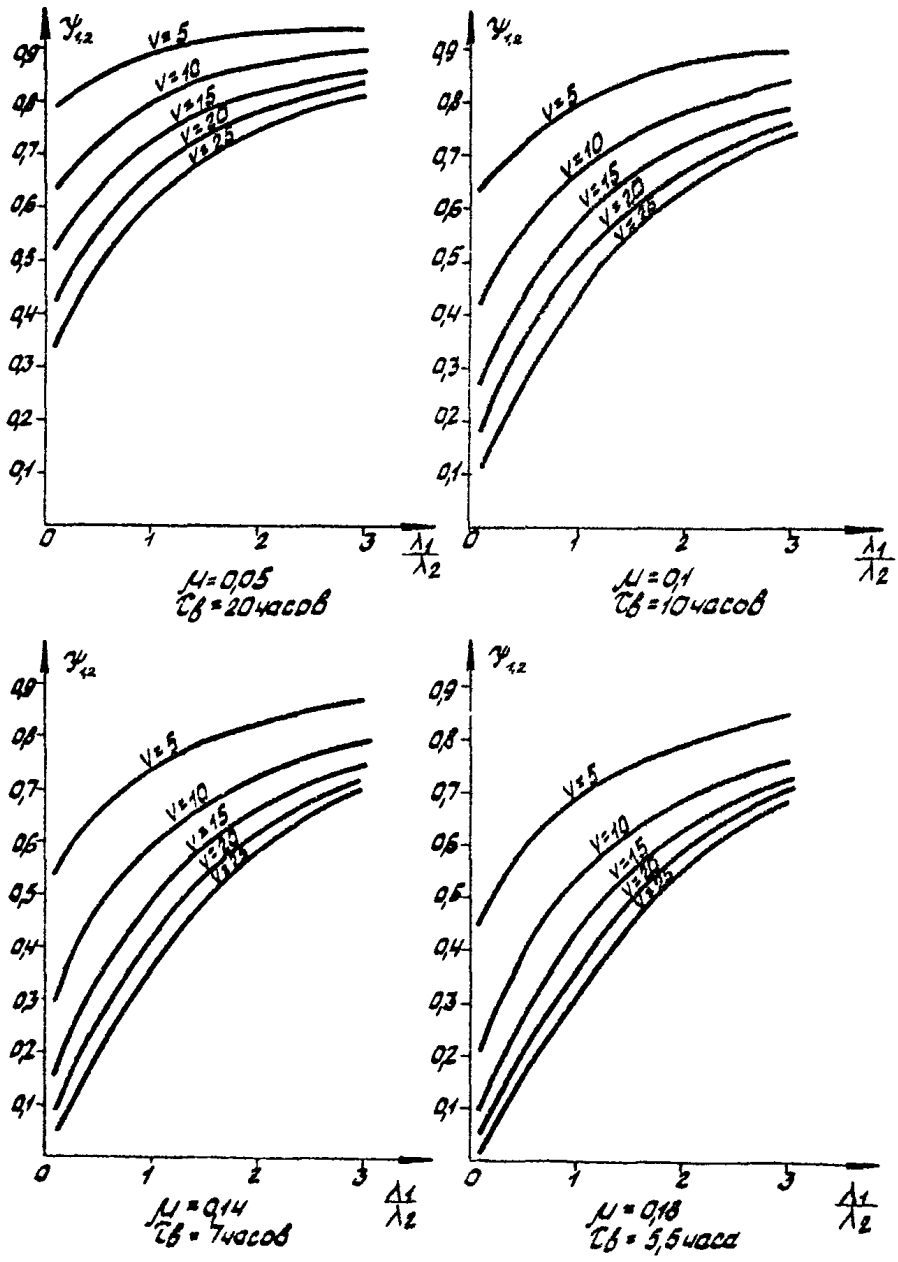 ψ1,2
0,9
0,8
0,7
0,6
0,5
0,4
0,3
0,2
0,1
V=5
V=10
V=15
V=20
V=25
0 1 2 3 λ1/λ2
μ=0,05
τв=20 часов
ψ1,2
0,9
0,8
0,7
0,6
0,5
0,4
0,3
0,2
0,1
V=5
V=10
V=15
V=20
V=25
0 1 2 3 λ1/λ2
μ=0,1
τв=10 часов
ψ1,2
0,9
0,8
0,7
0,6
0,5
0,4
0,3
0,2
0,1
V=5
V=10
V=15
V=20
V=25
0 1 2 3 λ1/λ2
μ=0,14
τв=7 часов
ψ1,2
0,9
0,8
0,7
0,6
0,5
0,4
0,3
0,2
0,1
V=5
V=10
V=15
V=20
V=25
0 1 2 3 λ1/λ2
μ=0,18
τв=5,5 часа